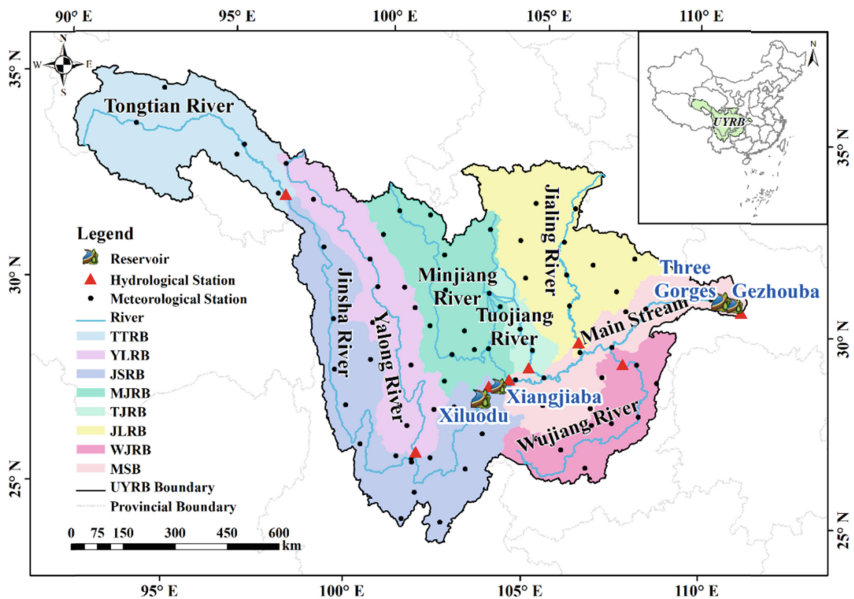 90° E
95° E
100° E
105° E
110° E
35° N
N
W
E
S
Tongtian River
N
UYRB
35° N
Jialing River
Legend
Reservoir
Hydrological Station
Meteorological Station
River
TTRB
YLRB
JSRB
MJRB
TJRB
JLRB
WJRB
MSB
UYRB Boundary
Provincial Boundary
30° N
Jinsha River
Yalong River
Minjiang
River
Tuojiang
River
Three
Gorges
Gezhouba
Main Stream
30° N
Xiangjiaba
Xiluodu
Wujiang River
25° N
25° N
0 75 150 300 450 600
km
95° E
100° E
105° E
110° E